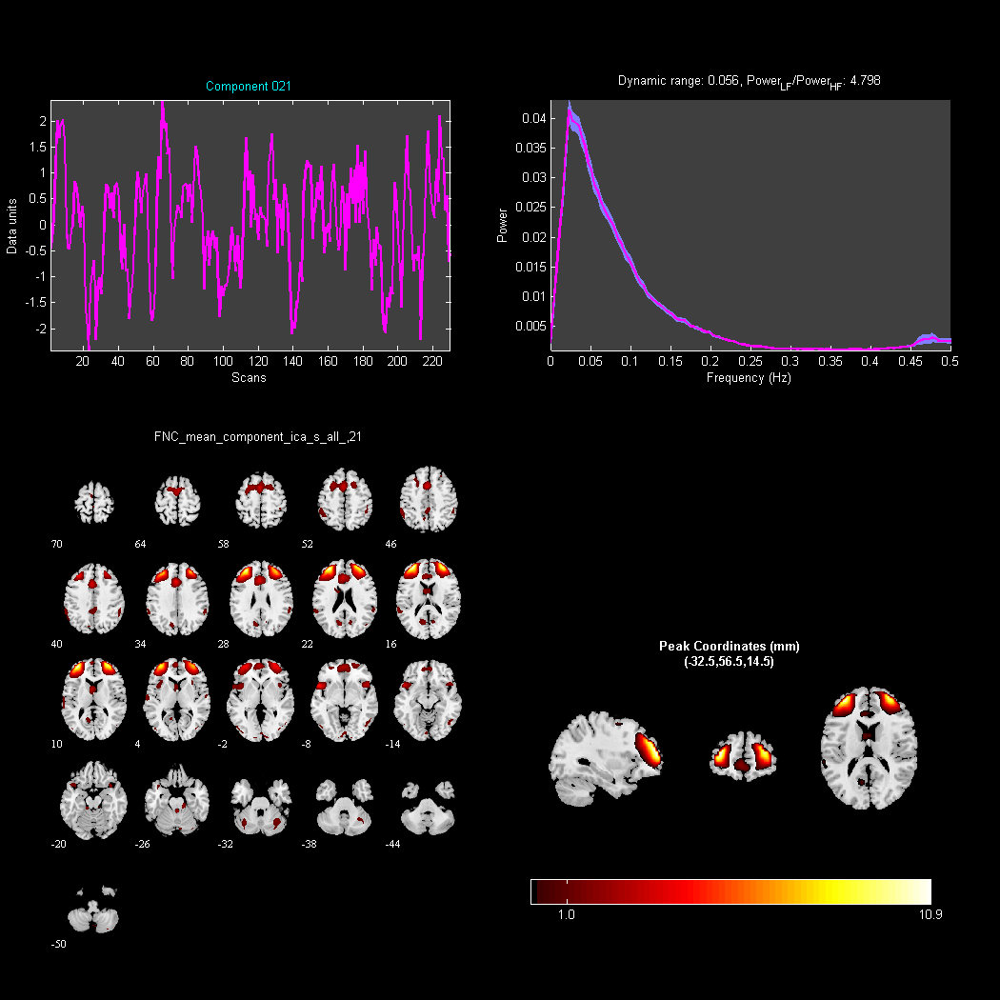 Component 021
2
1.5
1
0.5
0
-0.5
-1
-1.5
-2
Data units
20 40 60 80 100 120 140 160 180 200 220
Scans
Dynamic range: 0.056, PowerLF/PowerHF: 4.798
0.04
0.035
0.03
0.025
0.02
0.015
0.01
0.005
Power
0 0.05 0.1 0.15 0.2 0.25 0.3 0.35 0.4 0.45 0.5
Frequency (Hz)
FNC_mean_component_ica_s_all_,21
70 64 58 52 46
40 34 28 22 16
10 4 -2 -8 -14
-20 -26 -32 -38 -44
-50
Peak Coordinates (mm)
(-32.5,56.5,14.5)
1.0 10.9